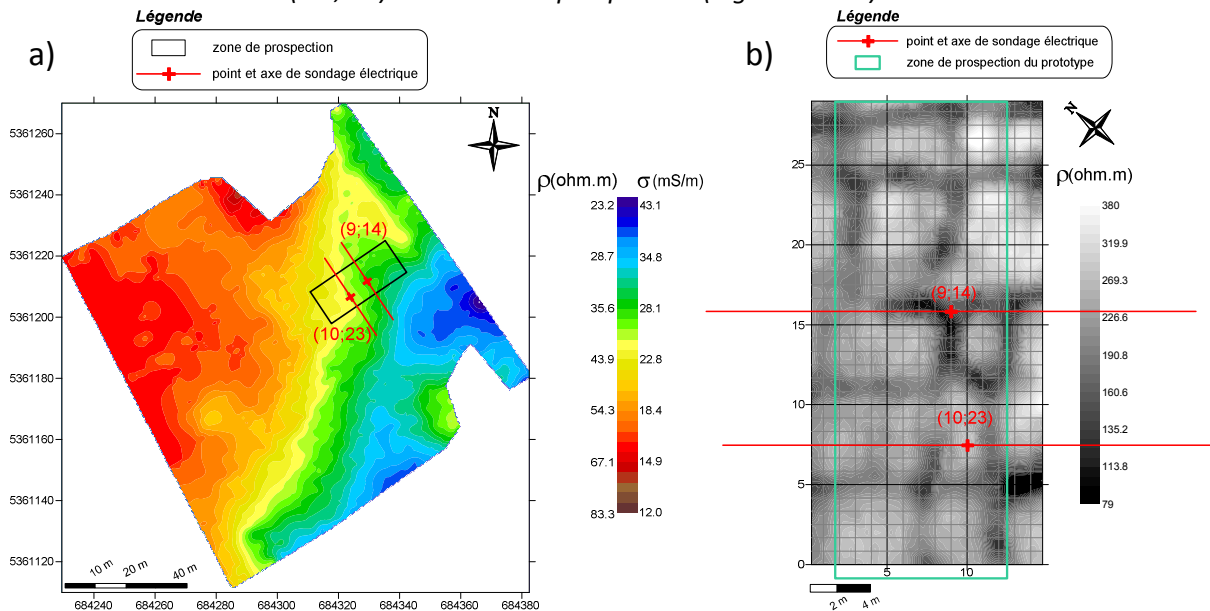 Légende
zone de prospection
point et axe de sondage électrique
a)
N
5361260
5361240
5361220
5361200
5361180
5361160
5361140
5361120
684240 684260 684280 684300 684320 684340 684360 684380
10 m 20 m 40 m
(9;14)
(10;23)
ρ(ohm.m) σ(mS/m)
23.2 43.1
28.7 34.8
35.6 28.1
43.9 22.8
54.3 18.4
67.1 14.9
83.3 12.0
Légende
point et axe de sondage électrique
zone de prospection du prototype
b)
N
25
20
15
10
5
0
5 10
2 m 4 m
(9;14)
(10;23)
ρ(ohm.m)
380
319.9
269.3
226.6
190.8
160.6
135.2
113.8
79